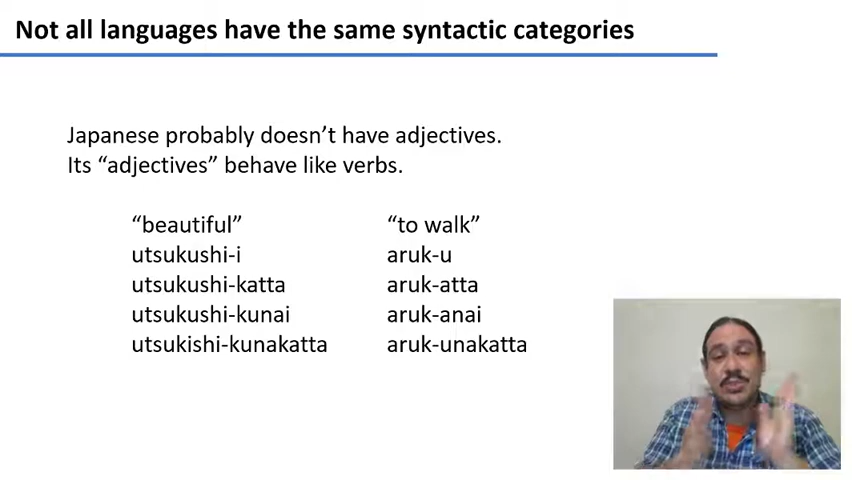 Not all languages have the same syntactic categories
Japanese probably doesn't have adjectives.
Its “adjectives” behave like verbs.
“beautiful” “to walk”
utsukushi-i aruk-u
utsukushi-katta aruk-atta
utsukushi-kunai aruk-anai
utsukishi-kunakatta aruk-unakatta